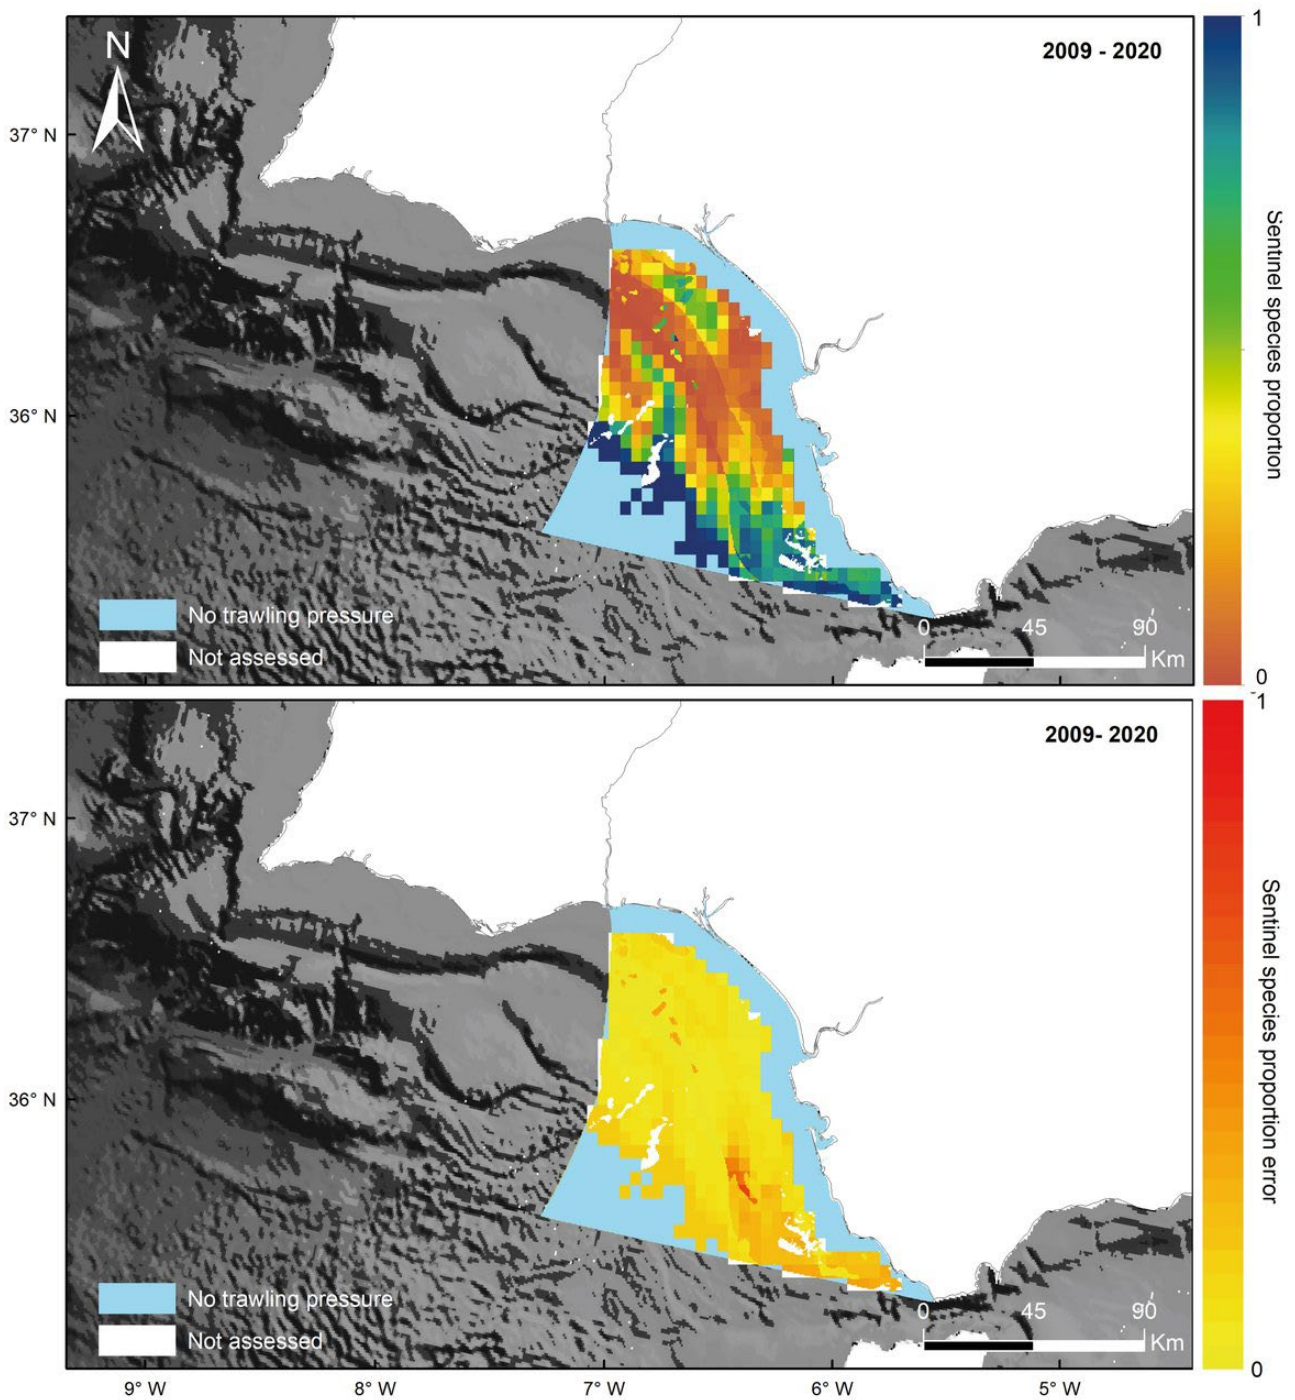 N
2009 - 2020
1
37° N
36° N
Sentinel species proportion
No trawling pressure
Not assessed
0 45 90
Km
0
1
2009- 2020
37° N
36° N
Sentinel species proportion error
No trawling pressure
Not assessed
0 45 90
Km
0
9° W 8° W 7° W 6° W 5° W